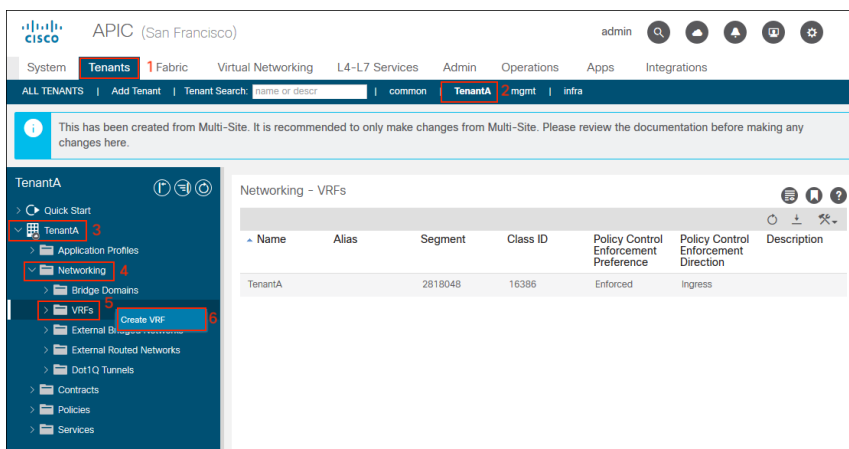 CISCO APIC (San Francisco) admin
System Tenants 1 Fabric Virtual Networking L4-L7 Services Admin Operations Apps Integrations
ALL TENANTS | Add Tenant | Tenant Search: name or descr | common | TenantA 2 mgmt | infra
i This has been created from Multi-Site. It is recommended to only make changes from Multi-Site. Please review the documentation before making any
changes here.
TenantA
Quick Start
TenantA 3
Application Profiles
Networking 4
Bridge Domains
VRFs 5
Create VRF 6
External Bridged Networks
External Routed Networks
Dot1Q Tunnels
Contracts
Policies
Services
Networking - VRFs
?
Name Alias Segment Class ID Policy Control Enforcement Preference Policy Control Enforcement Direction Description
TenantA 2818048 16386 Enforced Ingress